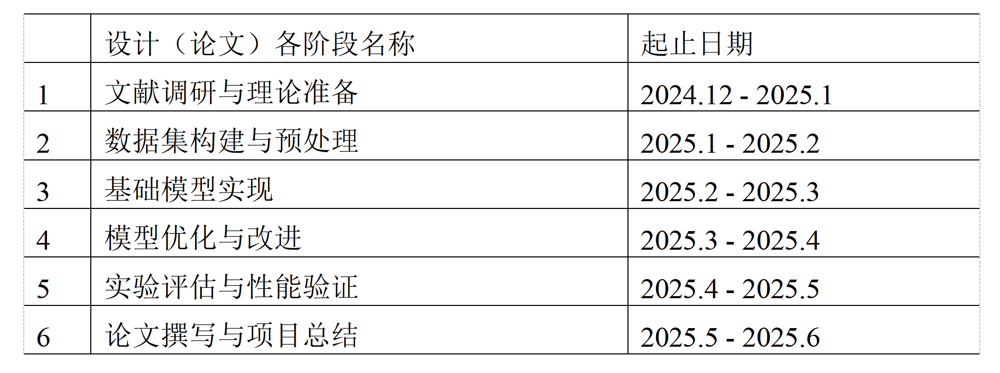 设计（论文）各阶段名称 起止日期
1 文献调研与理论准备 2024.12 - 2025.1
2 数据集构建与预处理 2025.1 - 2025.2
3 基础模型实现 2025.2 - 2025.3
4 模型优化与改进 2025.3 - 2025.4
5 实验评估与性能验证 2025.4 - 2025.5
6 论文撰写与项目总结 2025.5 - 2025.6